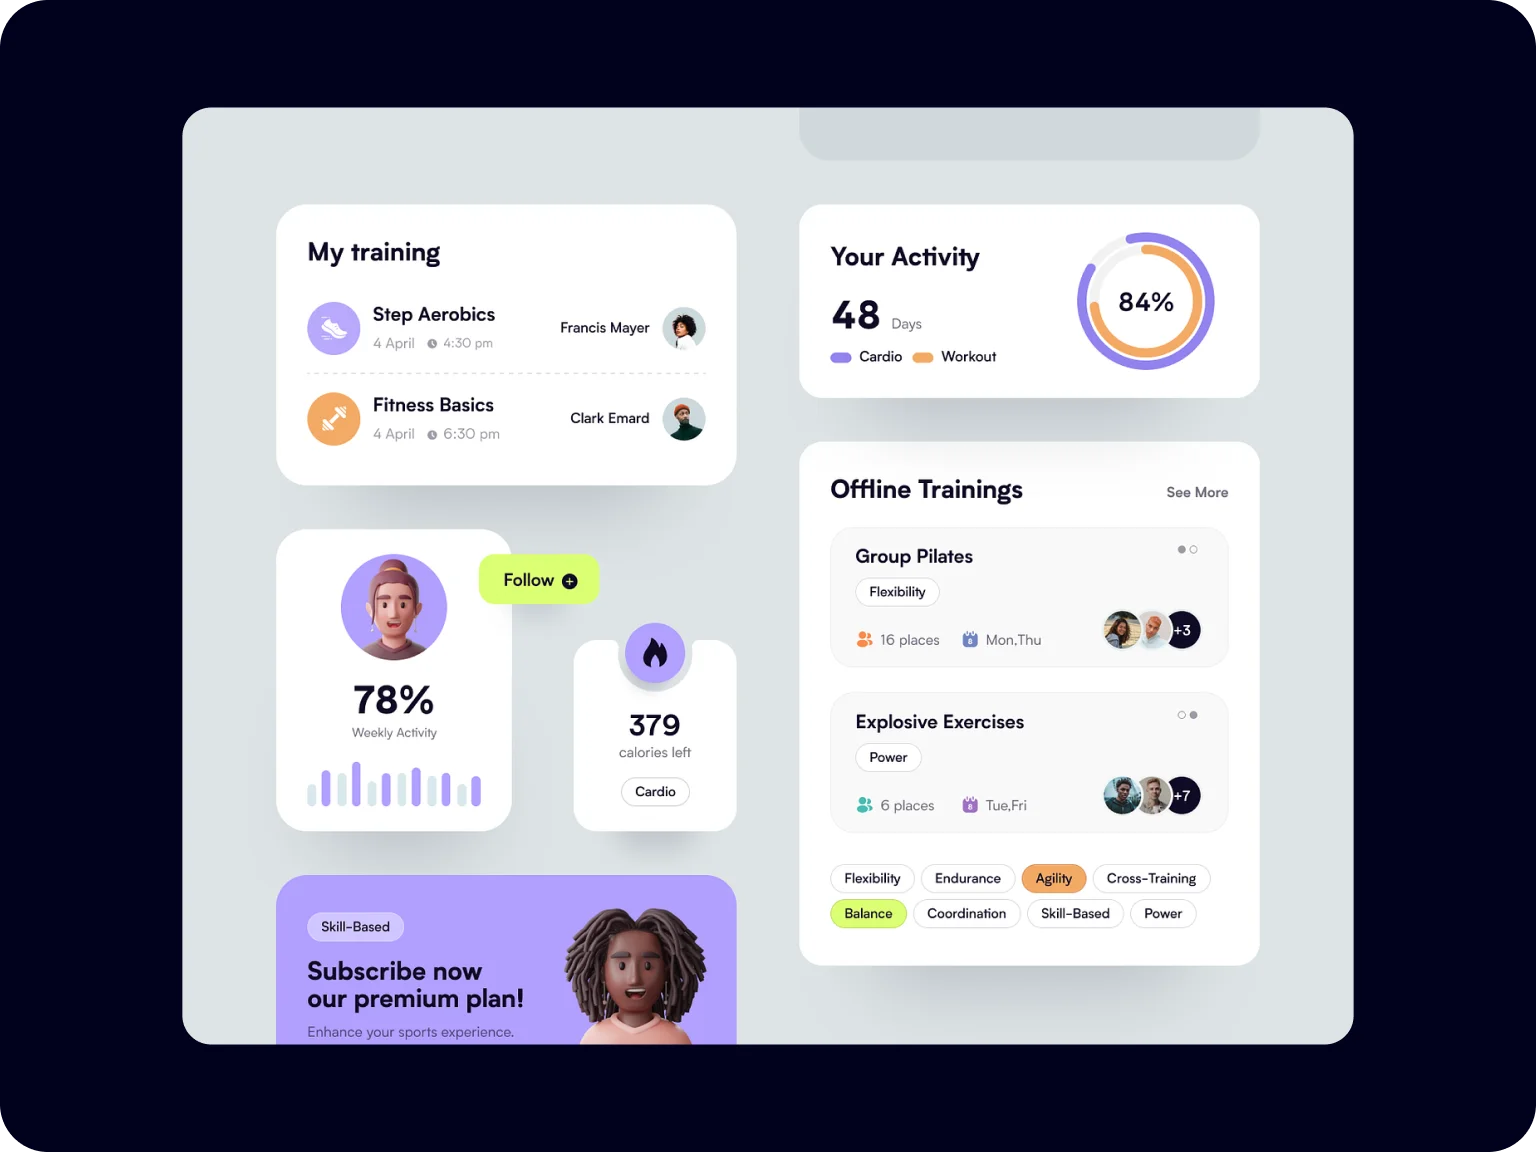 My training
Step Aerobics
4 April 4:30 pm
Francis Mayer
Fitness Basics
4 April 6:30 pm
Clark Emard
Your Activity
48 Days
Cardio Workout
84%
Follow
78%
Weekly Activity
379
calories left
Cardio
Offline Trainings
See More
Group Pilates
Flexibility
16 places 8 Mon,Thu
+3
Explosive Exercises
Power
6 places 8 Tue,Fri
+7
Flexibility Endurance Agility Cross-Training
Balance Coordination Skill-Based Power
Skill-Based
Subscribe now
our premium plan!
Enhance your sports experience.